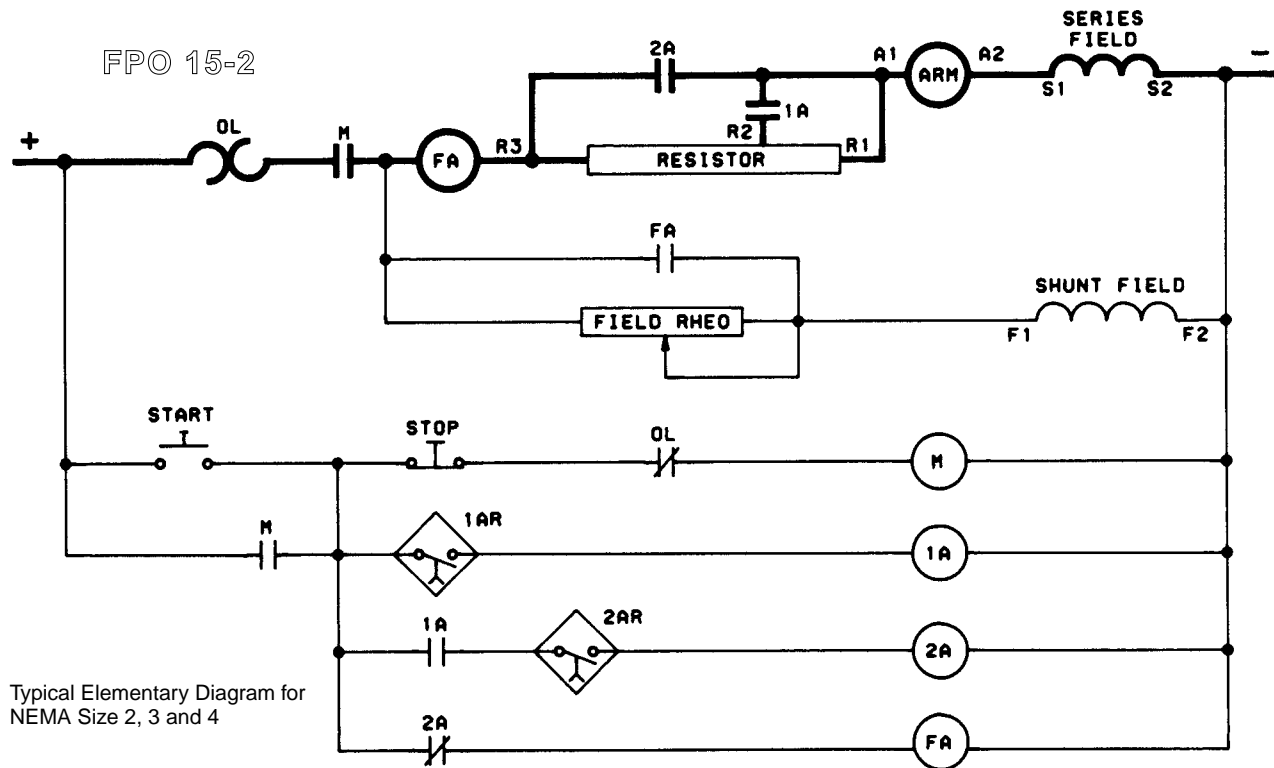 FPO 15-2
SERIES
FIELD
2A
A1
ARM
A2
S1
S2
−
1A
R2
+
OL
M
FA
R3
RESISTOR
R1
FA
SHUNT FIELD
FIELD RHEO
F1
F2
START
STOP
OL
M
M
1AR
1A
1A
2AR
2A
Typical Elementary Diagram for
NEMA Size 2, 3 and 4
2A
FA